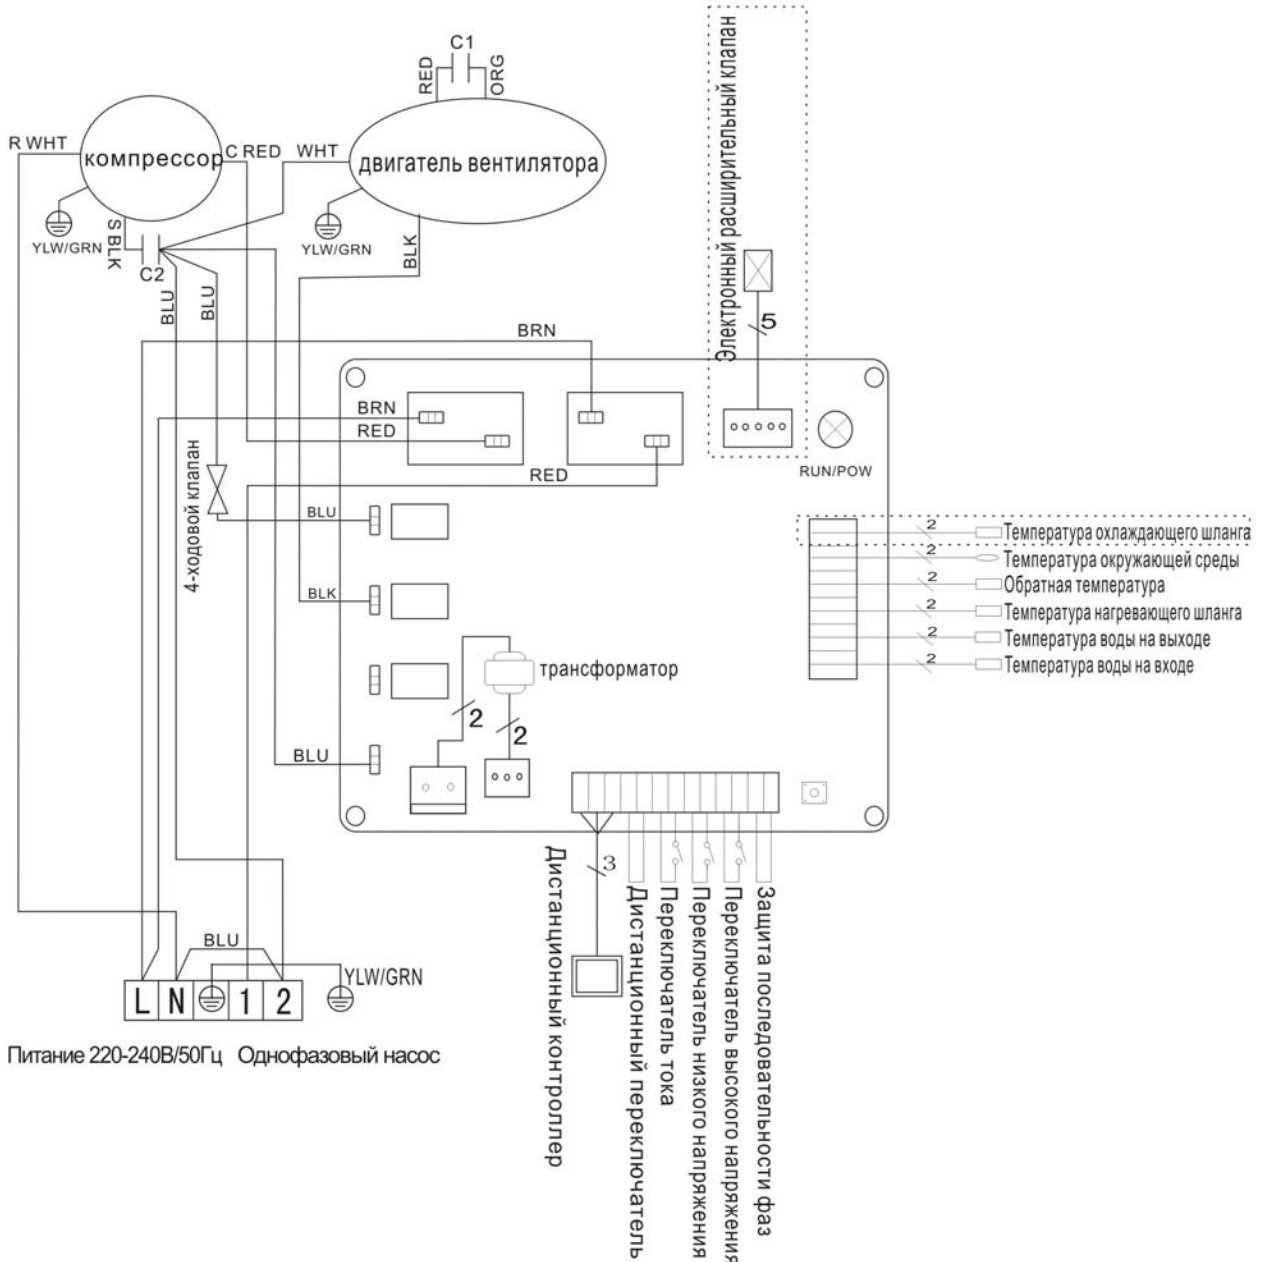 C1
RED
ORG
Электронный расширительный клапан
R WHT
компрессор
C RED
WHT
двигатель вентилятора
YLW/GRN
S BLK
C2
YLW/GRN
BLK
BLU
BLU
5
BRN
BRN
RED
RED
RUN/POW
4-ходовой клапан
BLU
BLK
BLU
трансформатор
2
2
2
Температура охлаждающего шланга
2
Температура окружающей среды
2
Обратная температура
2
Температура нагревающего шланга
2
Температура воды на выходе
2
Температура воды на входе
3
Дистанционный контроллер
Дистанционный переключатель
Переключатель тока
Переключатель низкого напряжения
Переключатель высокого напряжения
Защита последовательности фаз
BLU
YLW/GRN
L N 1 2
Питание 220-240В/50Гц Однофазовый насос